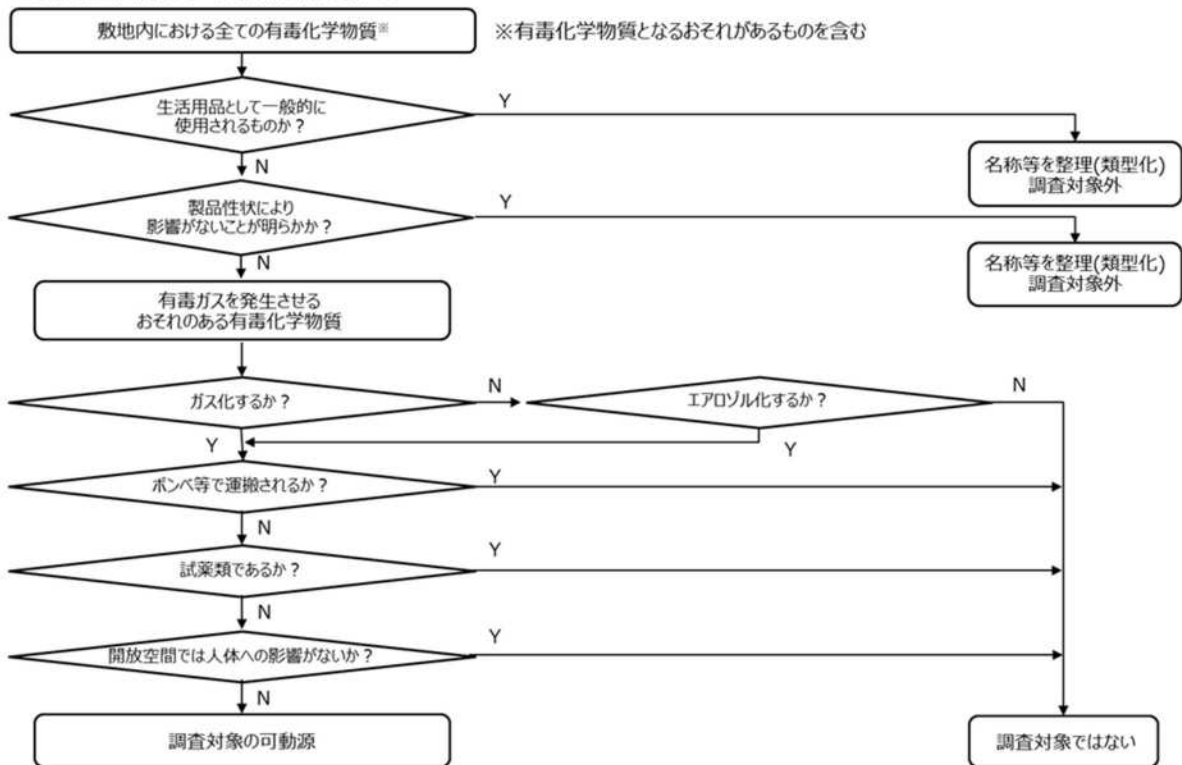 敷地内における全ての有毒化学物質※
※有毒化学物質となるおそれがあるものを含む
生活用品として一般的に
使用されるものか？
Y
N
名称等を整理(類型化)
調査対象外
製品性状により
影響がないことが明らかか？
Y
N
名称等を整理(類型化)
調査対象外
有毒ガスを発生させる
おそれのある有毒化学物質
ガス化するか？
N
エアロゾル化するか？
N
Y
Y
ボンベ等で運搬されるか？
Y
N
試薬類であるか？
Y
N
開放空間では人体への影響がないか？
Y
N
調査対象の可動源
調査対象ではない